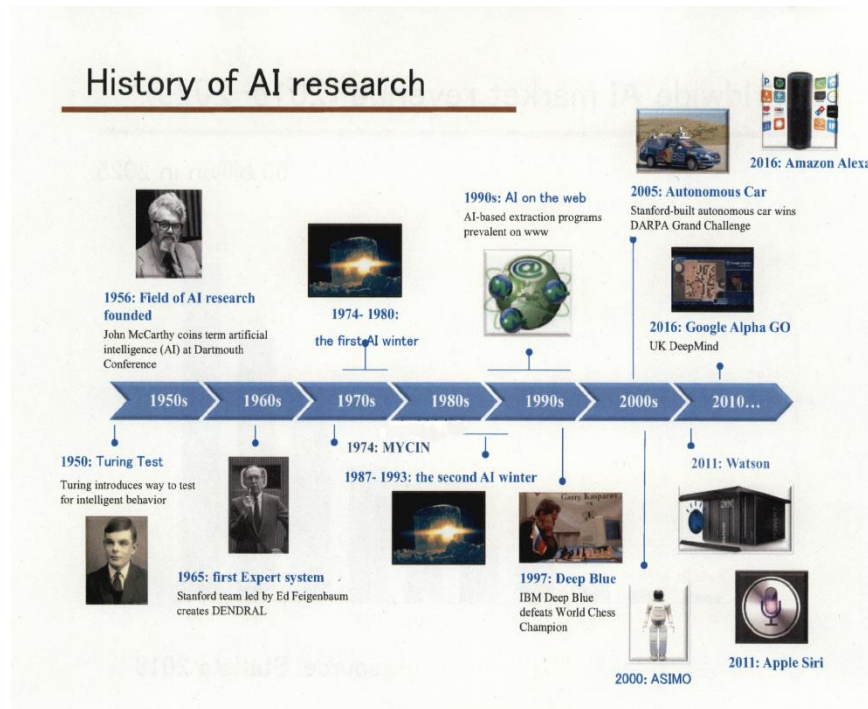 History of AI research
2016: Amazon Alexa
2005: Autonomous Car
Stanford-built autonomous car wins
DARPA Grand Challenge
1990s: AI on the web
AI-based extraction programs
prevalent on www
@
1956: Field of AI research
founded
John McCarthy coins term artificial
intelligence (AI) at Dartmouth
Conference
1974- 1980:
the first AI winter
2016: Google Alpha GO
UK DeepMind
1950s
1960s
1970s
1980s
1990s
2000s
2010...
1950: Turing Test
Turing introduces way to test
for intelligent behavior
1965: first Expert system
Stanford team led by Ed Feigenbaum
creates DENDRAL
1974: MYCIN
1987- 1993: the second AI winter
Garry Kasparov
1997: Deep Blue
IBM Deep Blue
defeats World Chess
Champion
2000: ASIMO
2011: Watson
2011: Apple Siri